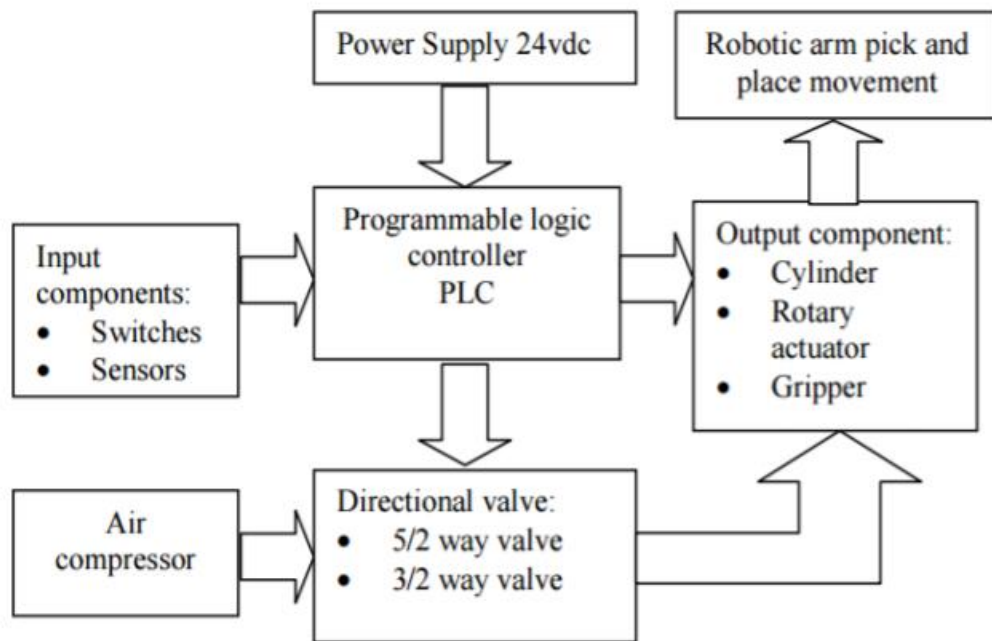 Power Supply 24vdc
Robotic arm pick and
place movement
Input
components:
• Switches
• Sensors
Programmable logic
controller
PLC
Output component:
• Cylinder
• Rotary
actuator
• Gripper
Air
compressor
Directional valve:
• 5/2 way valve
• 3/2 way valve